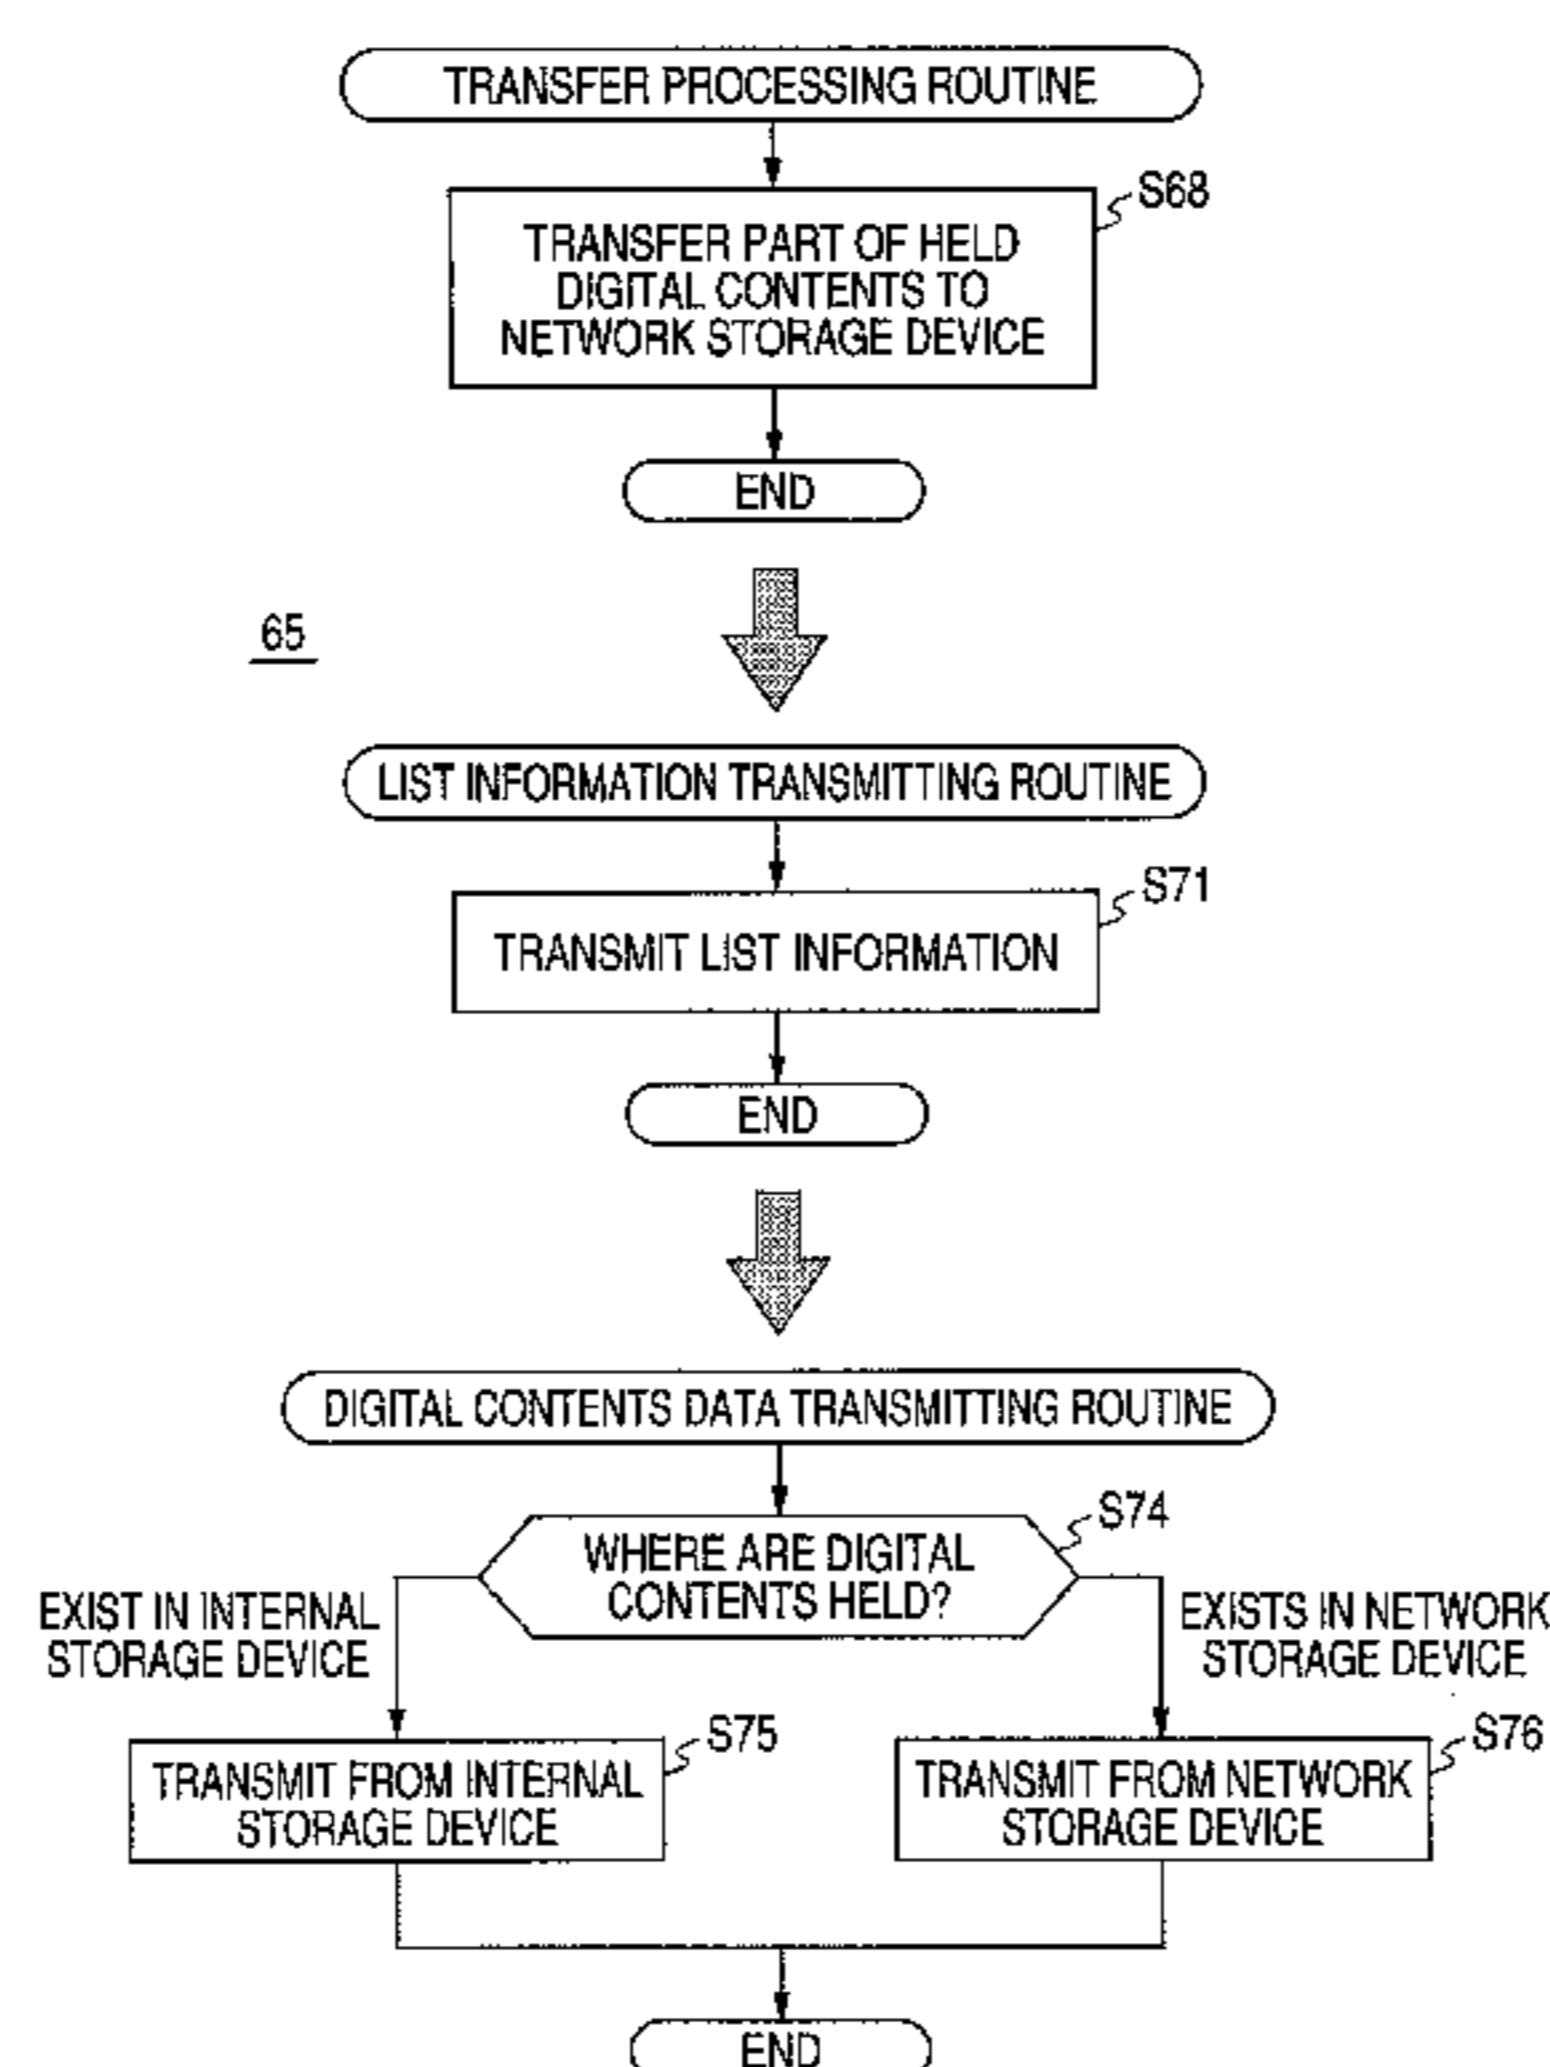 TRANSFER PROCESSING ROUTINE
S68
TRANSFER PART OF HELD
DIGITAL CONTENTS TO
NETWORK STORAGE DEVICE
END
65
LIST INFORMATION TRANSMITTING ROUTINE
S71
TRANSMIT LIST INFORMATION
END
DIGITAL CONTENTS DATA TRANSMITTING ROUTINE
S74
WHERE ARE DIGITAL
CONTENTS HELD?
EXIST IN INTERNAL
STORAGE DEVICE
EXISTS IN NETWORK
STORAGE DEVICE
S75
TRANSMIT FROM INTERNAL
STORAGE DEVICE
S76
TRANSMIT FROM NETWORK
STORAGE DEVICE
END